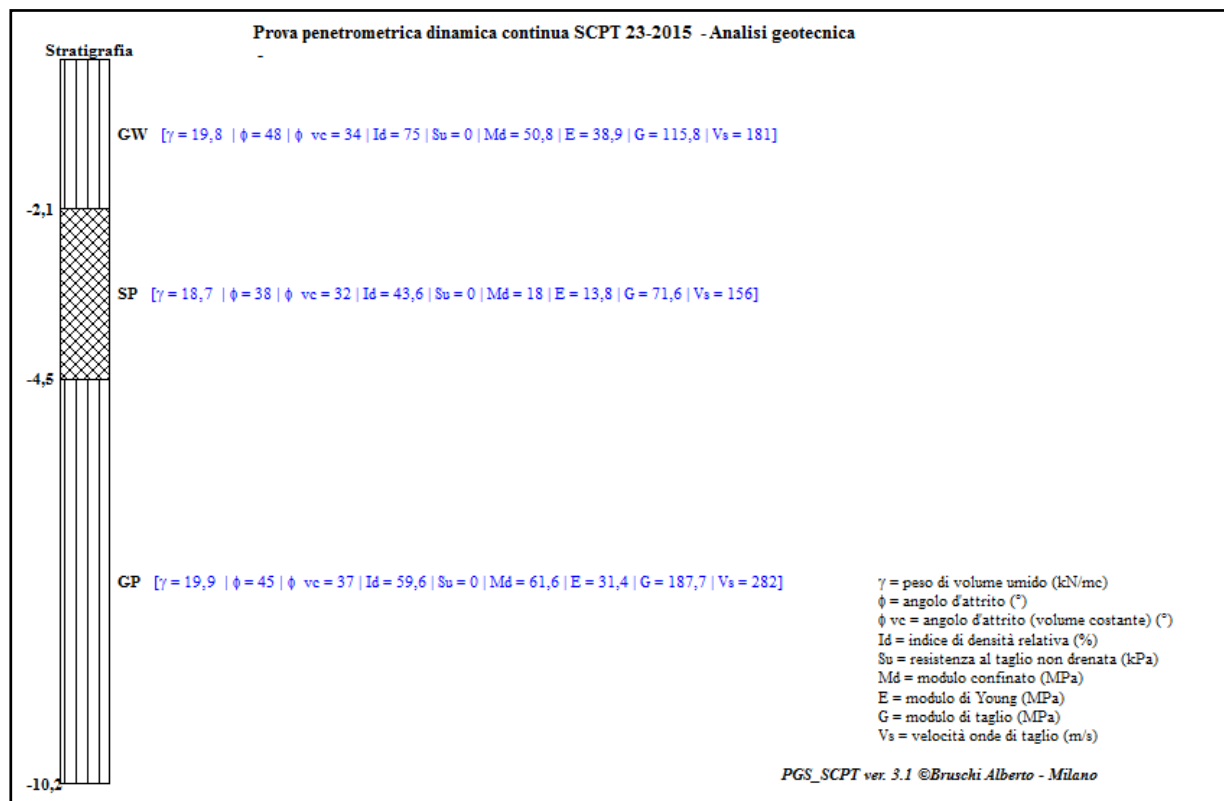 Prova penetrometrica dinamica continua SCPT 23-2015 - Analisi geotecnica
-
Stratigrafia
GW [γ = 19,8 | ϕ = 48 | ϕ vc = 34 | Id = 75 | Su = 0 | Md = 50,8 | E = 38,9 | G = 115,8 | Vs = 181]
-2,1
SP [γ = 18,7 | ϕ = 38 | ϕ vc = 32 | Id = 43,6 | Su = 0 | Md = 18 | E = 13,8 | G = 71,6 | Vs = 156]
-4,5
GP [γ = 19,9 | ϕ = 45 | ϕ vc = 37 | Id = 59,6 | Su = 0 | Md = 61,6 | E = 31,4 | G = 187,7 | Vs = 282]
γ = peso di volume umido (kN/mc)
ϕ = angolo d'attrito (°)
ϕ vc = angolo d'attrito (volume costante) (°)
Id = indice di densità relativa (%)
Su = resistenza al taglio non drenata (kPa)
Md = modulo confinato (MPa)
E = modulo di Young (MPa)
G = modulo di taglio (MPa)
Vs = velocità onde di taglio (m/s)
PGS_SCPT ver. 3.1 ©Bruschi Alberto - Milano
-10,2